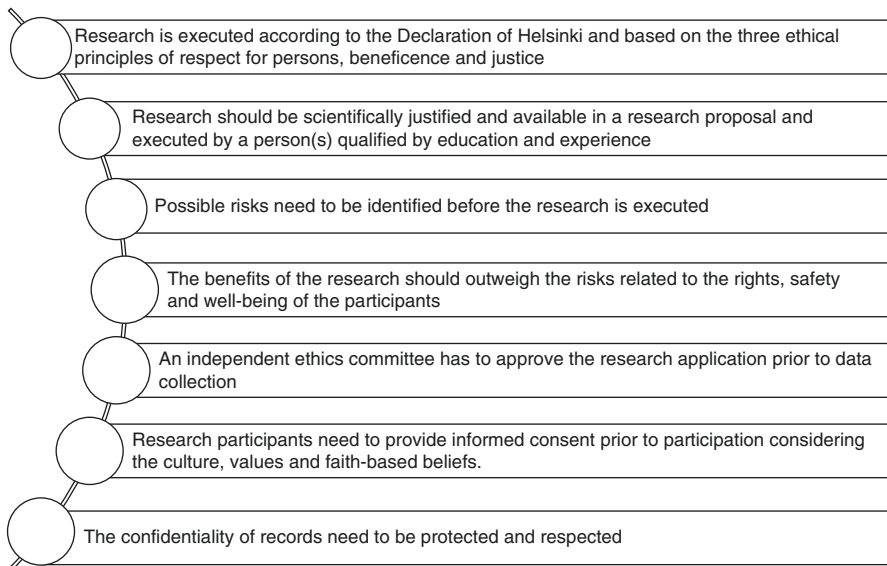 Research is executed according to the Declaration of Helsinki and based on the three ethical
principles of respect for persons, beneficence and justice
Research should be scientifically justified and available in a research proposal and
executed by a person(s) qualified by education and experience
Possible risks need to be identified before the research is executed
The benefits of the research should outweigh the risks related to the rights, safety
and well-being of the participants
An independent ethics committee has to approve the research application prior to data
collection
Research participants need to provide informed consent prior to participation considering
the culture, values and faith-based beliefs.
The confidentiality of records need to be protected and respected